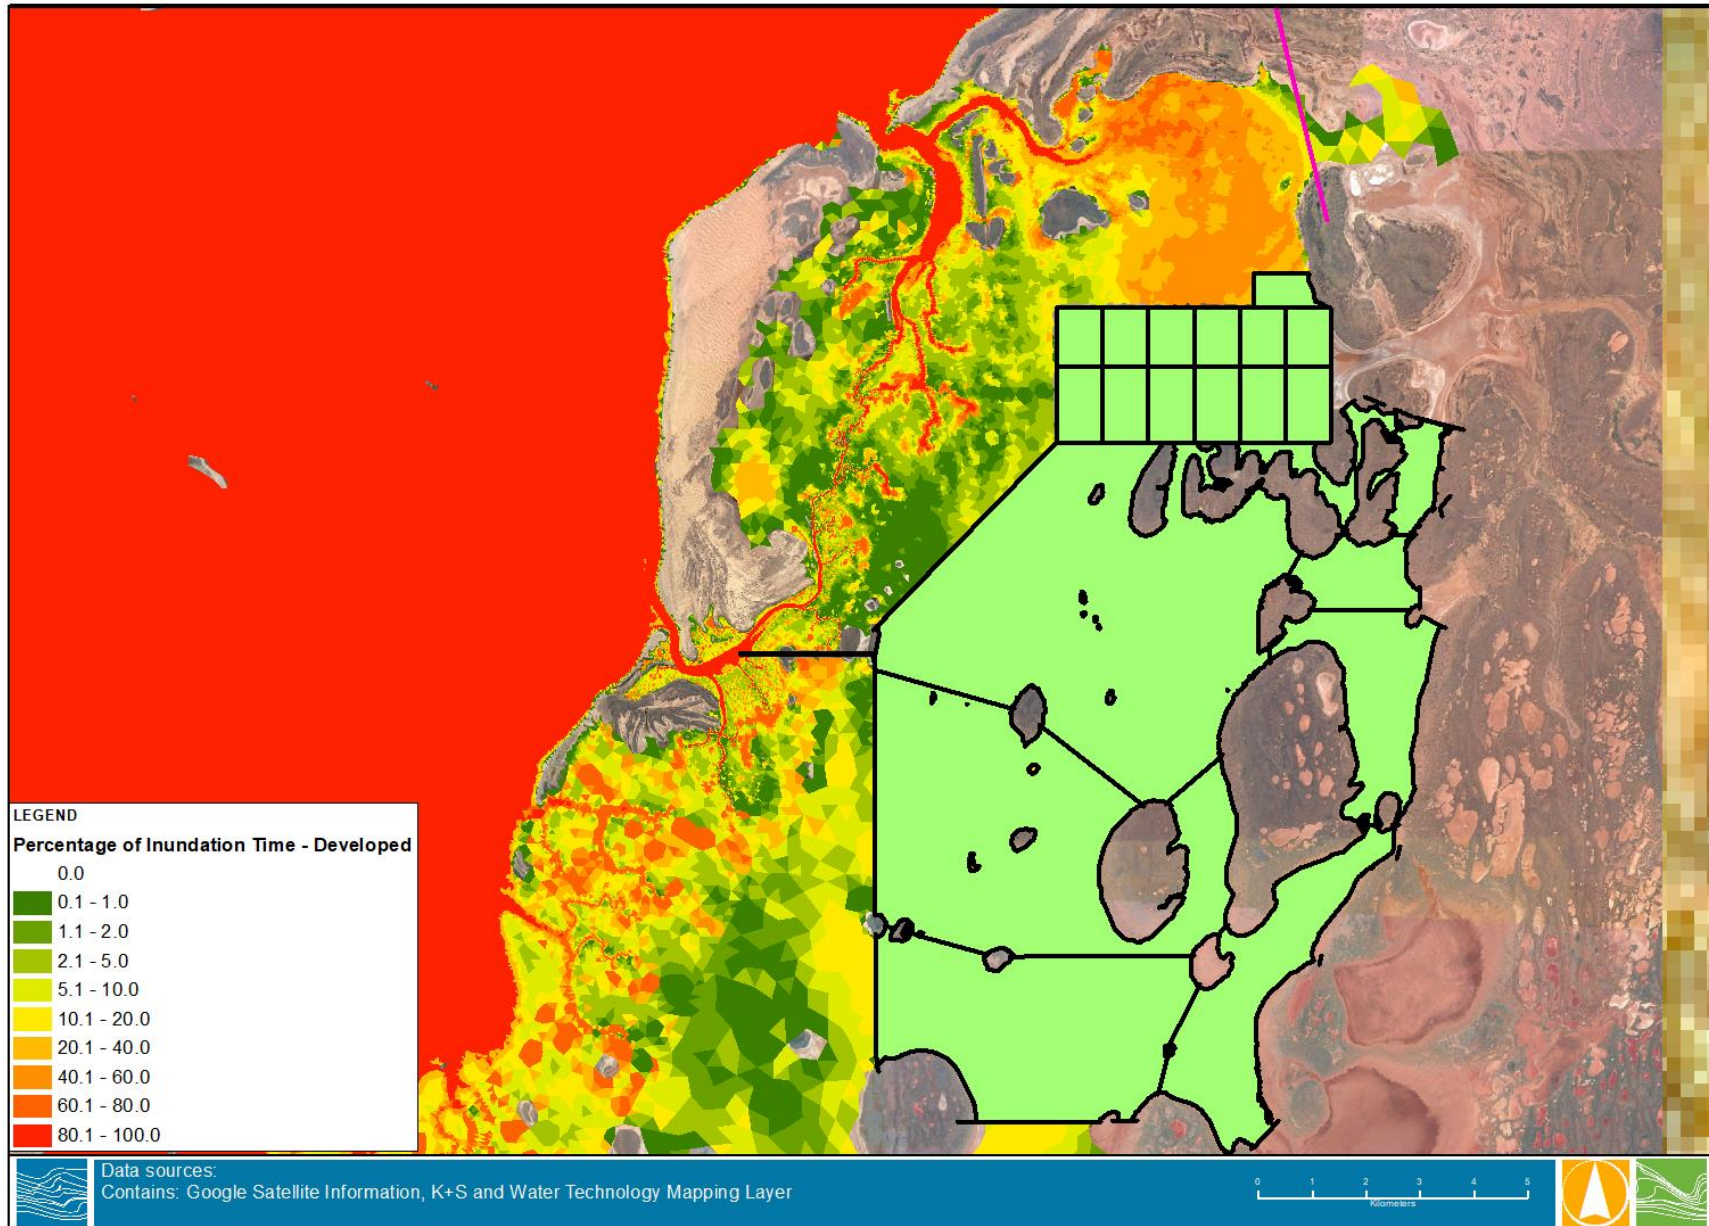 LEGEND
Percentage of Inundation Time - Developed
0.0
0.1 - 1.0
1.1 - 2.0
2.1 - 5.0
5.1 - 10.0
10.1 - 20.0
20.1 - 40.0
40.1 - 60.0
60.1 - 80.0
80.1 - 100.0
Data sources:
Contains: Google Satellite Information, K+S and Water Technology Mapping Layer
0 1 2 3 4 5
Kilometers